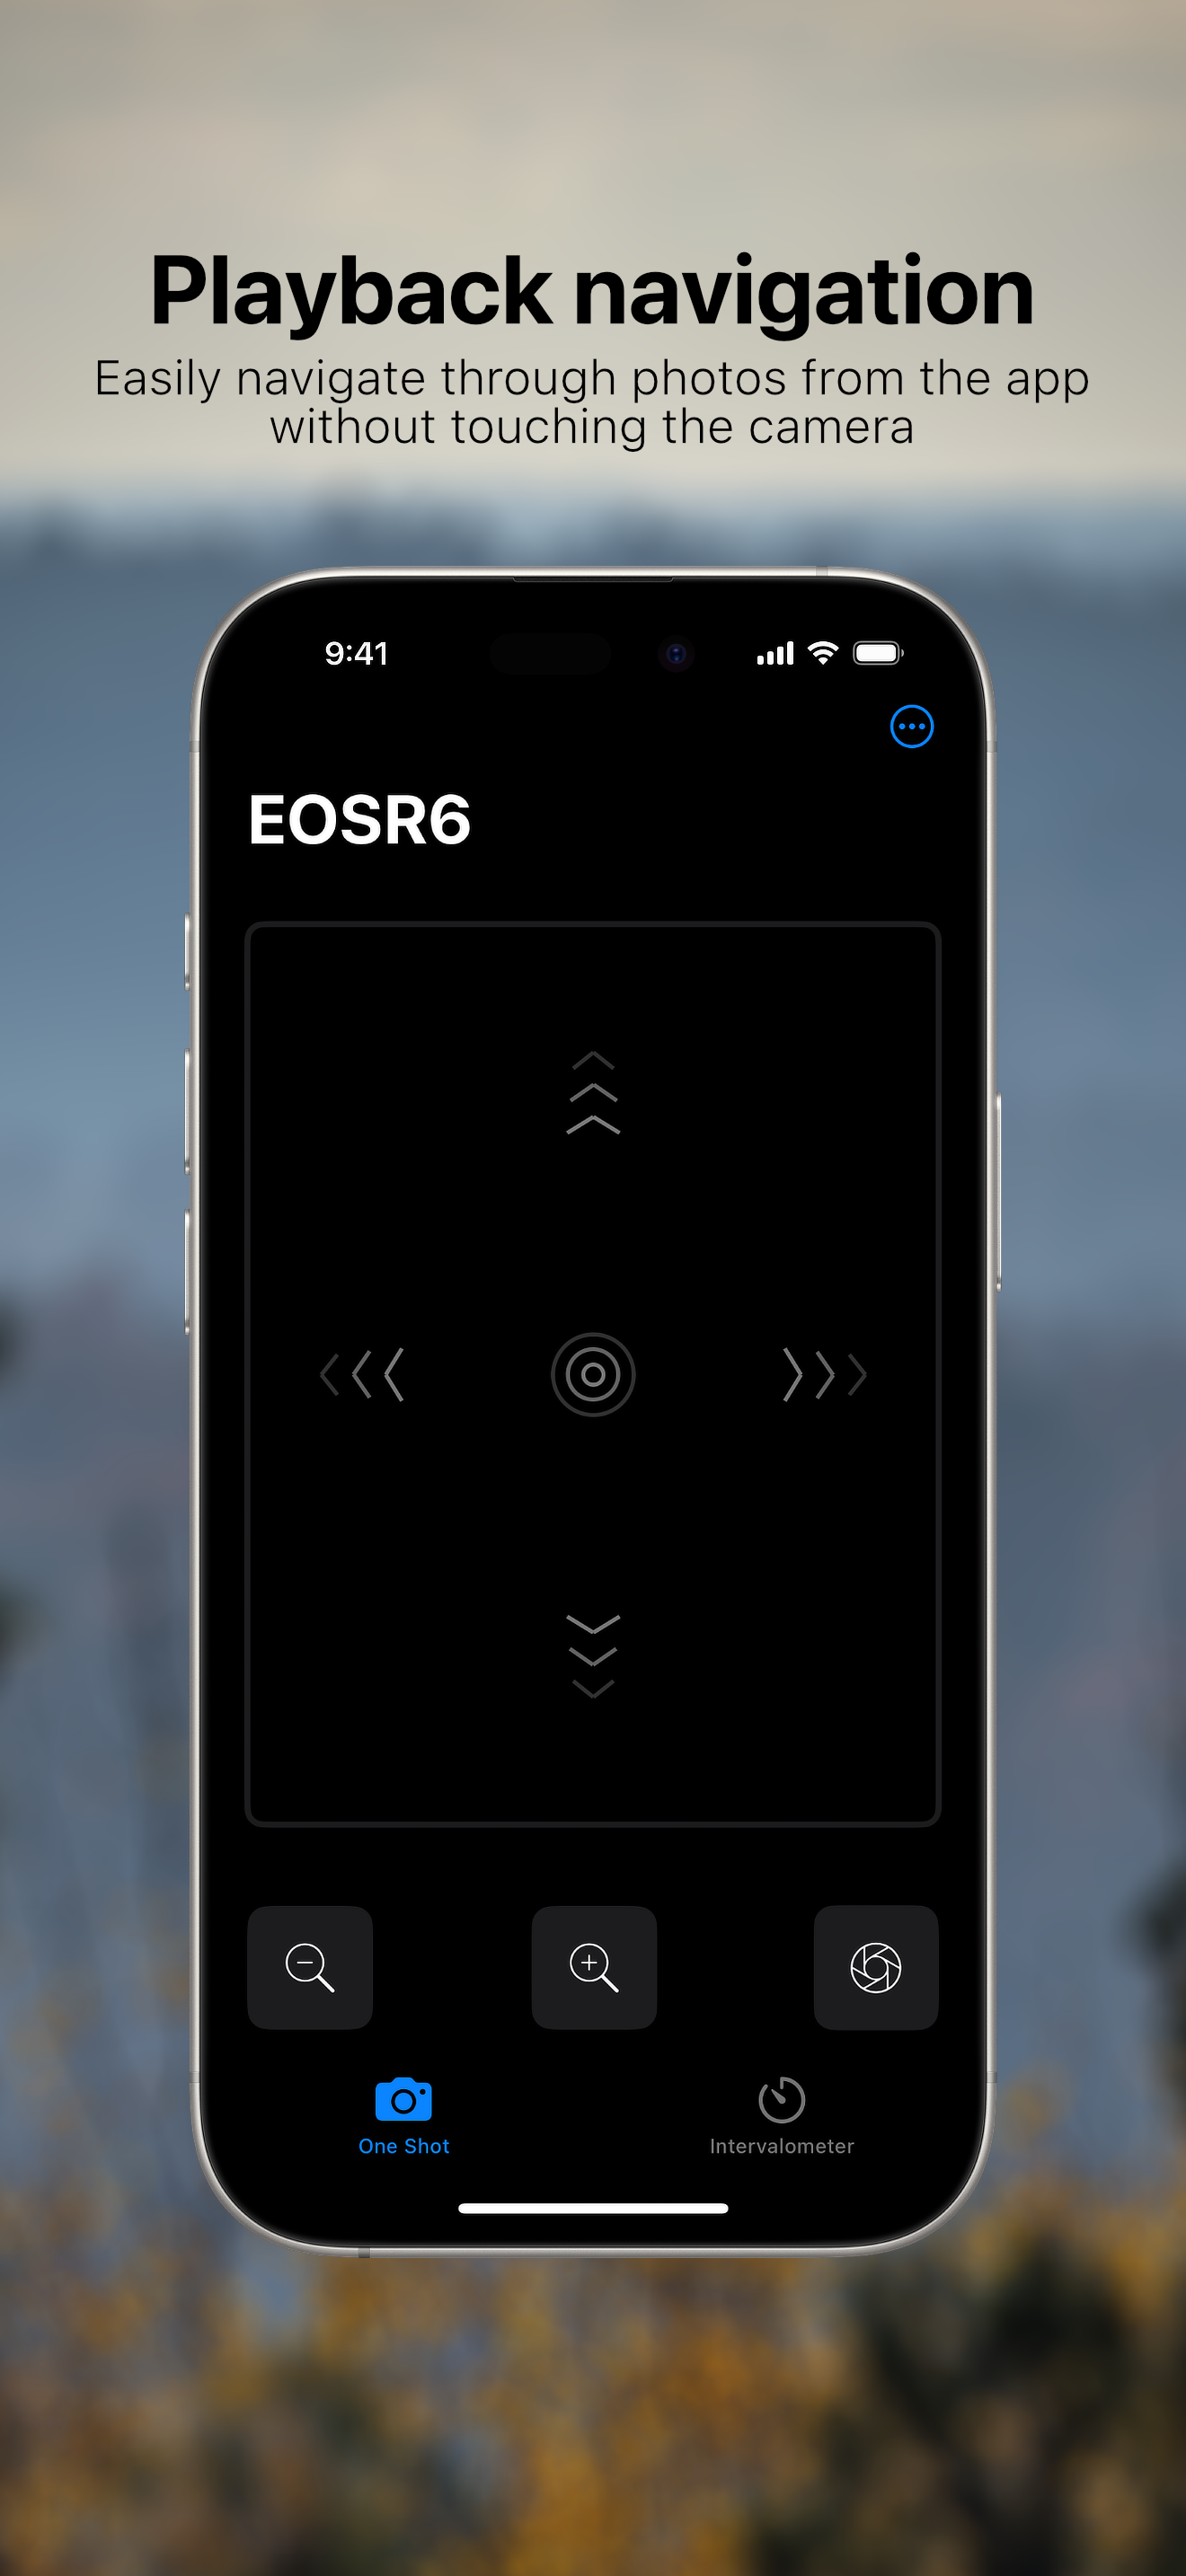 Playback navigation
Easily navigate through photos from the app
without touching the camera
9:41
EOSR6
One Shot
Intervalometer